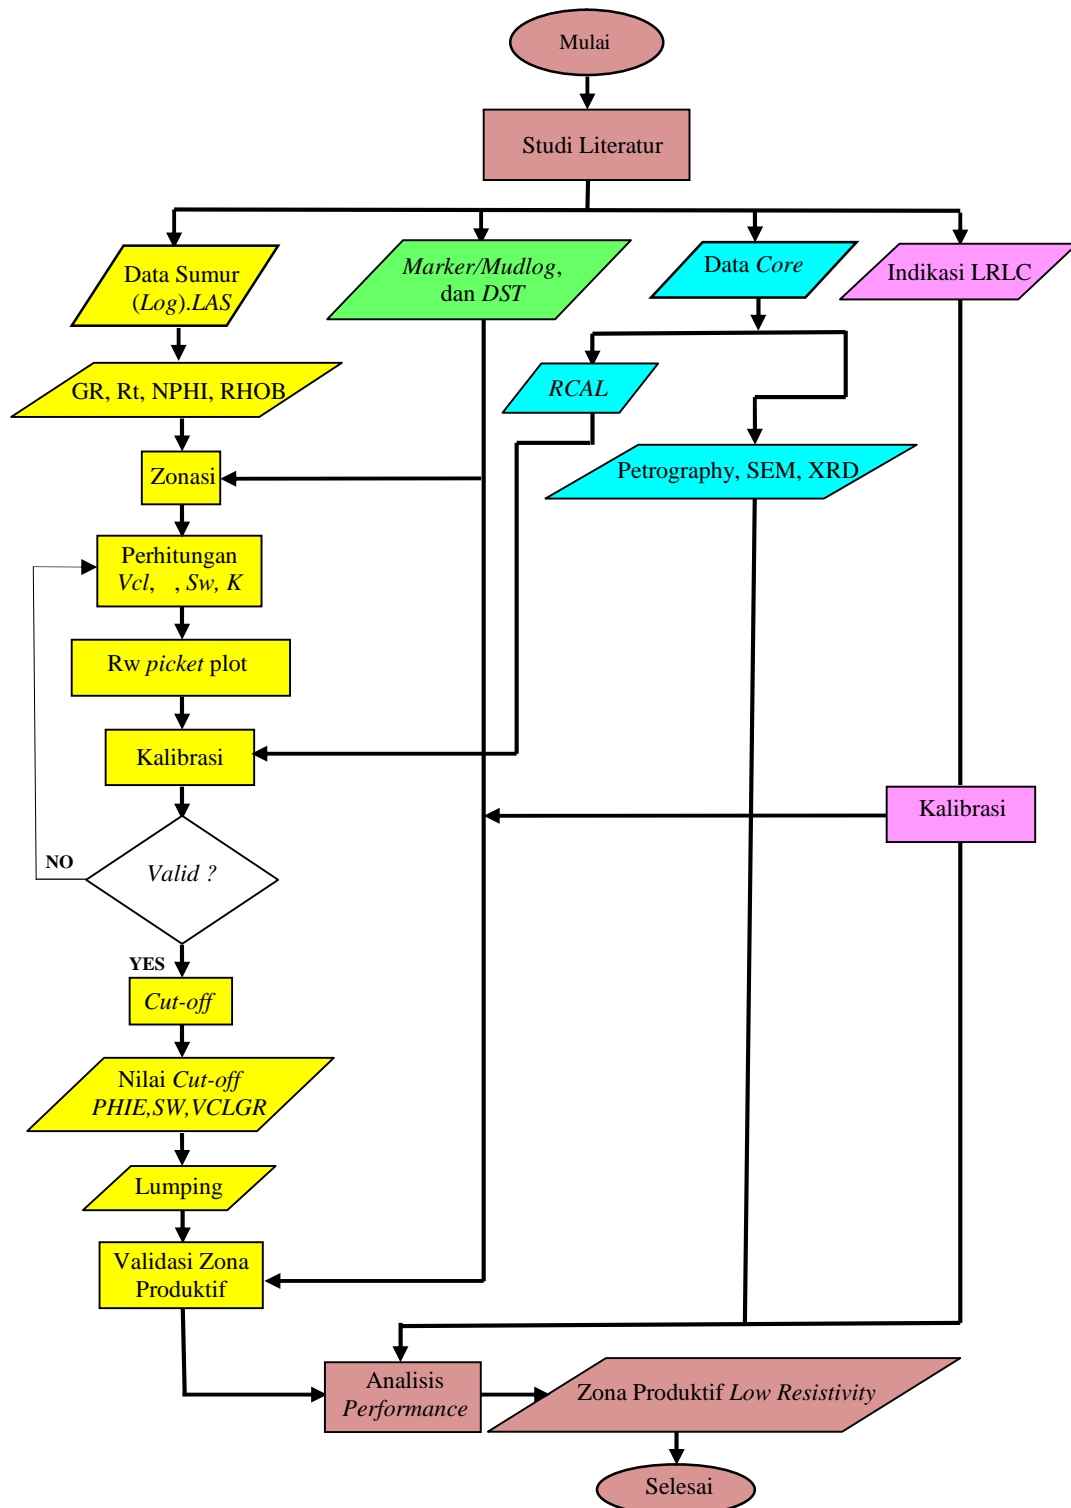 Mulai
Studi Literatur
Data Sumur
(Log).LAS
Marker/Mudlog,
dan DST
Data Core
Indikasi LRLC
GR, Rt, NPHI, RHOB
RCAL
Petrography, SEM, XRD
Zonasi
Perhitungan
Vcl, , Sw, K
Rw picket plot
Kalibrasi
Kalibrasi
Valid ?
NO
YES
Cut-off
Nilai Cut-off
PHIE,SW,VCLGR
Lumping
Validasi Zona
Produktif
Analisis
Performance
Zona Produktif Low Resistivity
Selesai